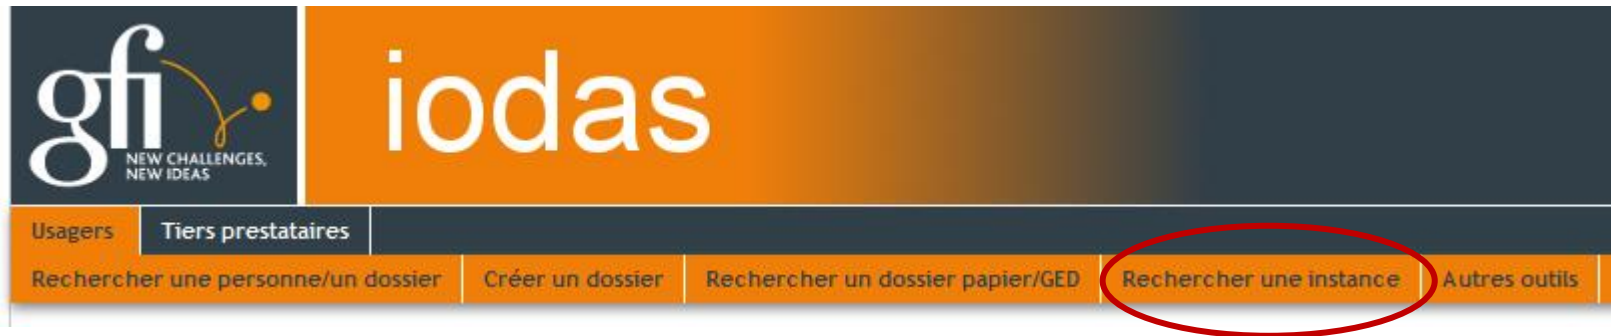 gfi
NEW CHALLENGES,
NEW IDEAS
iodas
Usagers Tiers prestataires
Rechercher une personne/un dossier Créer un dossier Rechercher un dossier papier/GED Rechercher une instance Autres outils